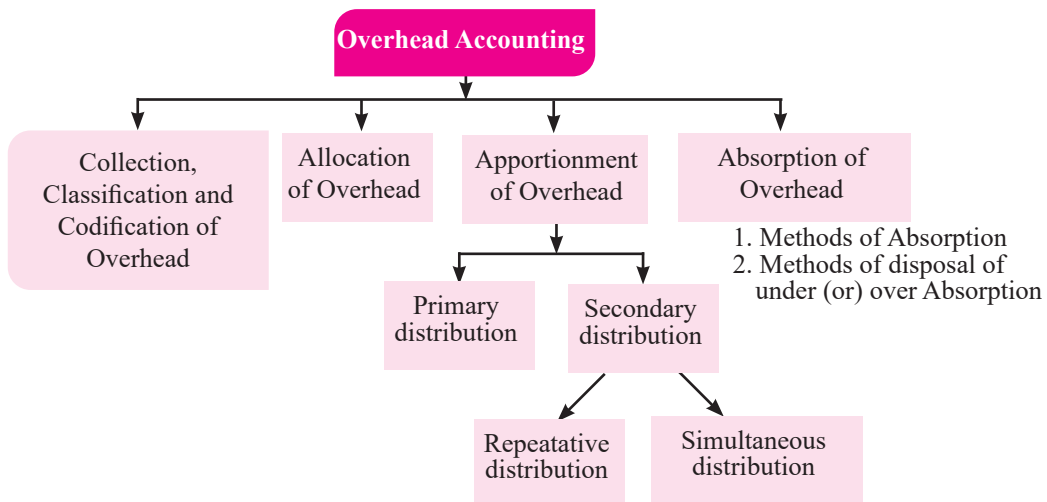 Overhead Accounting
Collection,
Classification and
Codification of
Overhead
Allocation
of Overhead
Apportionment
of Overhead
Absorption of
Overhead
1. Methods of Absorption
2. Methods of disposal of
under (or) over Absorption
Primary
distribution
Secondary
distribution
Repeatative
distribution
Simultaneous
distribution